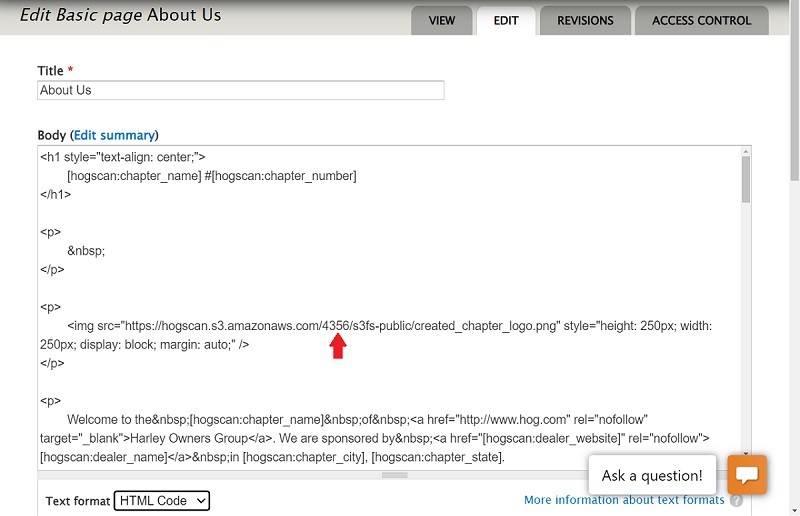 Edit Basic page About Us
VIEW
EDIT
REVISIONS
ACCESS CONTROL
Title *
About Us
Body (Edit summary)
<h1 style="text-align: center;">
[hogscan:chapter_name] #[hogscan:chapter_number]
</h1>
<p>
&nbsp;
</p>
<p>
<img src="https://hogscan.s3.amazonaws.com/4356/s3fs-public/created_chapter_logo.png" style="height: 250px; width:
250px; display: block; margin: auto;" />
</p>
<p>
Welcome to the&nbsp;[hogscan:chapter_name]&nbsp;of&nbsp;<a href="http://www.hog.com" rel="nofollow"
target="_blank">Harley Owners Group</a>. We are sponsored by&nbsp;<a href="[hogscan:dealer_website]" rel="nofollow">
[hogscan:dealer_name]</a>&nbsp;in [hogscan:chapter_city], [hogscan:chapter_state].
Ask a question!
Text format HTML Code
More information about text formats ?